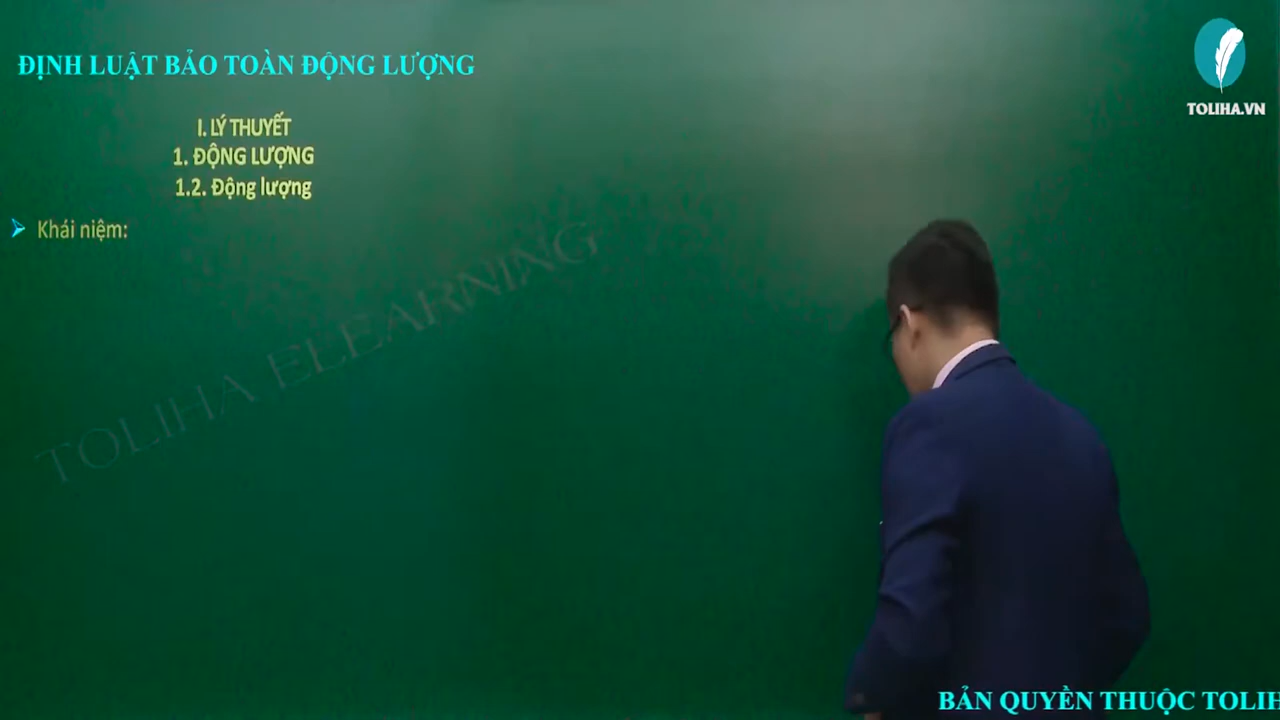 ĐỊNH LUẬT BẢO TOÀN ĐỘNG LƯỢNG
TOLIHA.VN
I. LÝ THUYẾT
1. ĐỘNG LƯỢNG
1.2. Động lượng
Khái niệm:
TOLIHA ELEARNING
BẢN QUYỀN THUỘC TOLIH